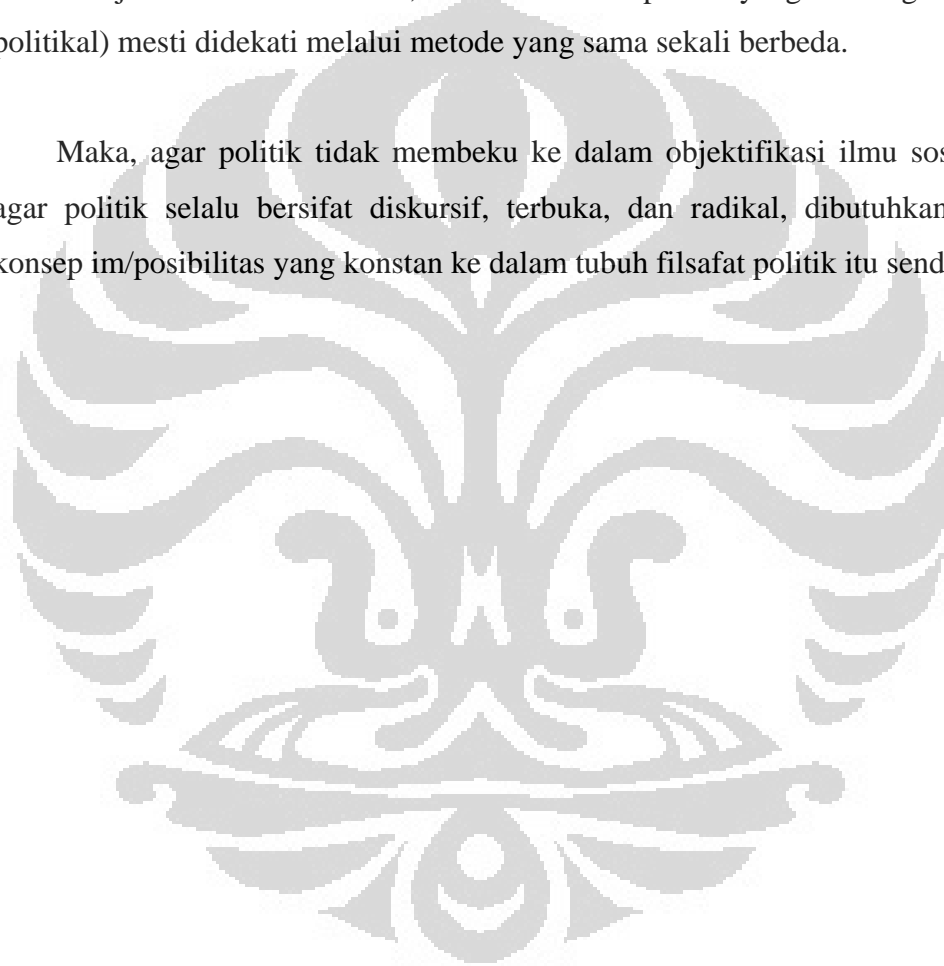 politikal) mesti didekati melalui metode yang sama sekali berbeda.
Maka, agar politik tidak membeku ke dalam objektifikasi ilmu sos
agar politik selalu bersifat diskursif, terbuka, dan radikal, dibutuhkan
konsep im/posibilitas yang konstan ke dalam tubuh filsafat politik itu send